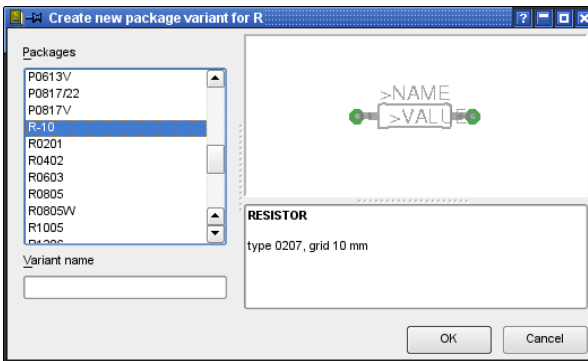 Create new package variant for R
Packages
P0613V
P0817/22
P0817V
R-10
R0201
R0402
R0603
R0805
R0805W
R1005
R1206
Variant name
>NAME
>VALUE
RESISTOR
type 0207, grid 10 mm
OK
Cancel